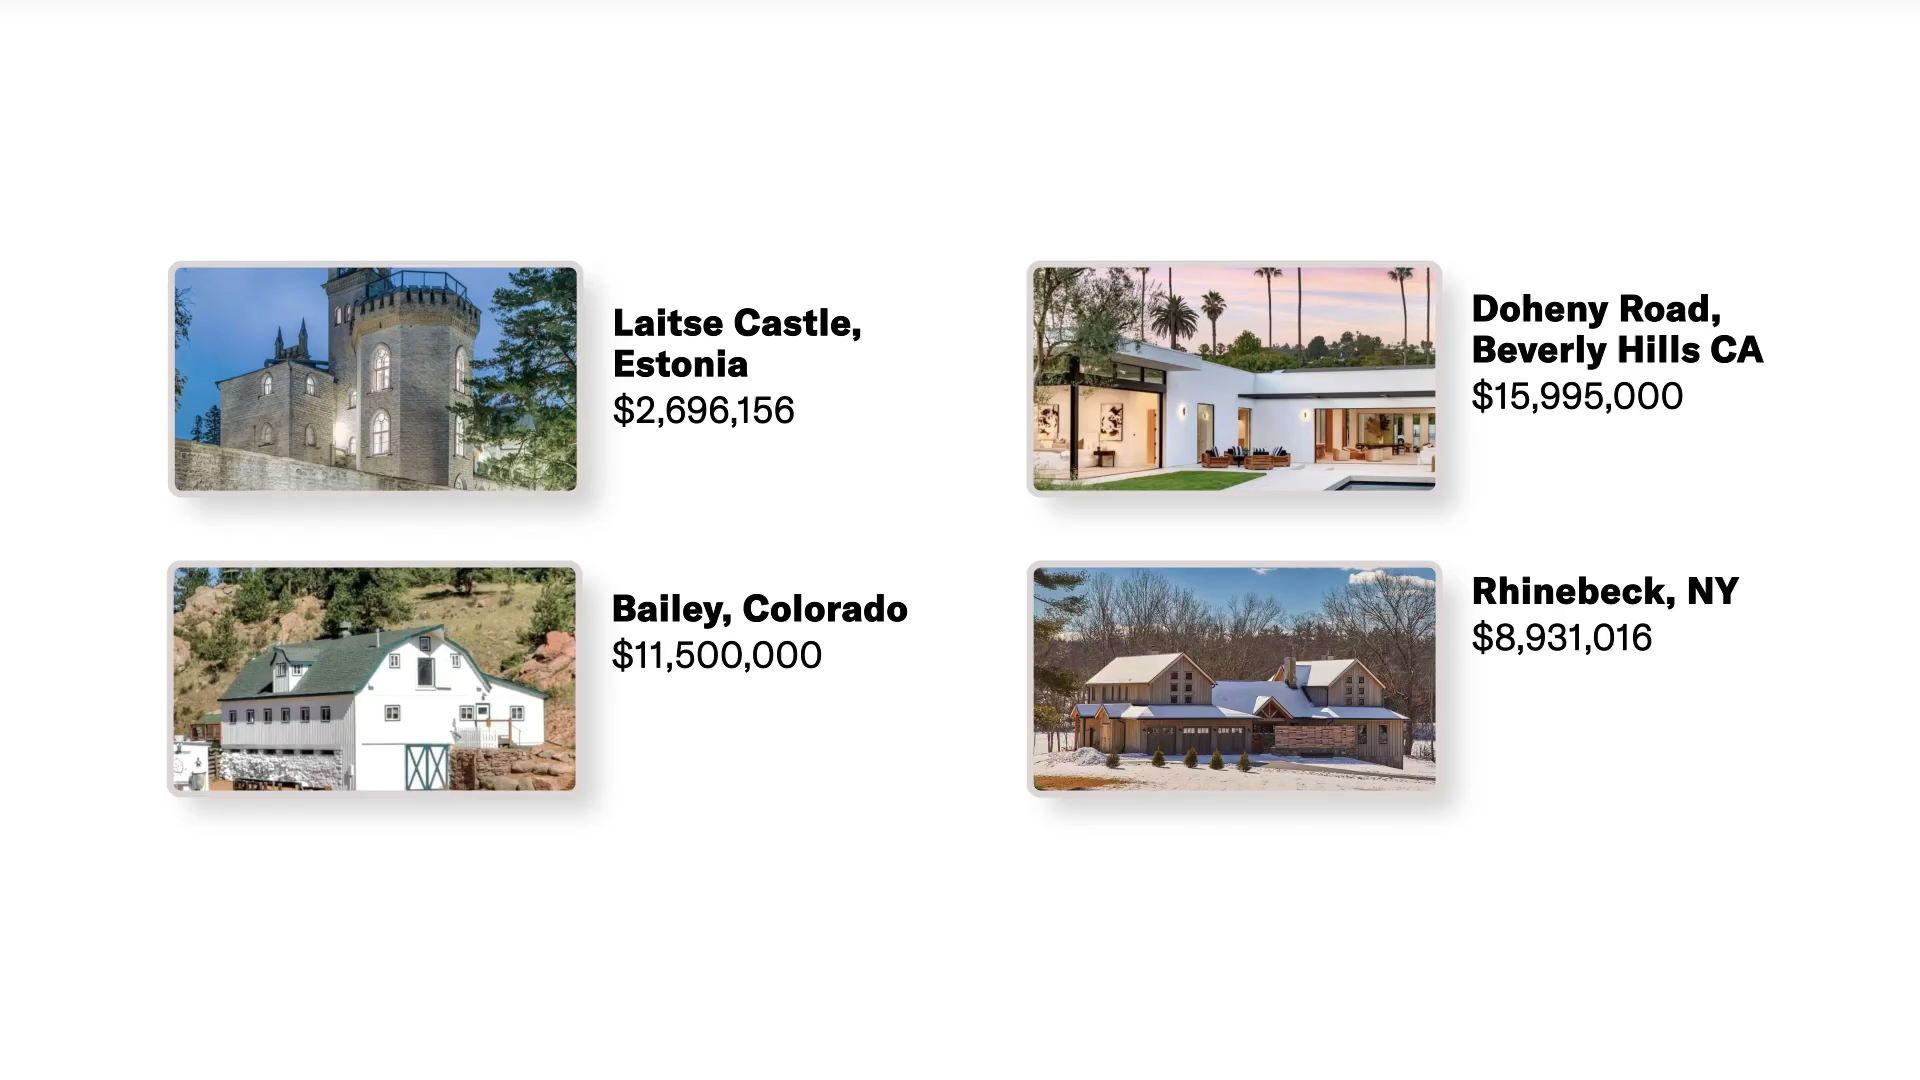 Laitse Castle,
Estonia
$2,696,156
Doheny Road,
Beverly Hills CA
$15,995,000
Bailey, Colorado
$11,500,000
Rhinebeck, NY
$8,931,016